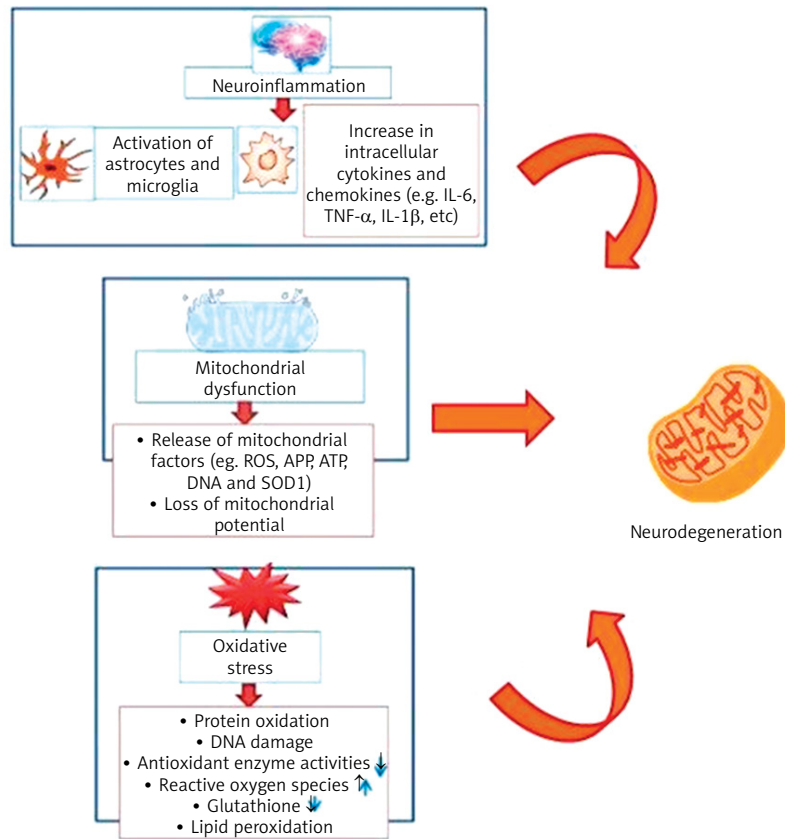 Neuroinflammation
Activation of
astrocytes and
microglia
Increase in
intracellular
cytokines and
chemokines (e.g. IL-6,
TNF-α, IL-1β, etc)
Mitochondrial
dysfunction
• Release of mitochondrial
factors (eg. ROS, APP, ATP,
DNA and SOD1)
• Loss of mitochondrial
potential
Neurodegeneration
Oxidative
stress
• Protein oxidation
• DNA damage
• Antioxidant enzyme activities ↓
• Reactive oxygen species ↑
• Glutathione ↓
• Lipid peroxidation